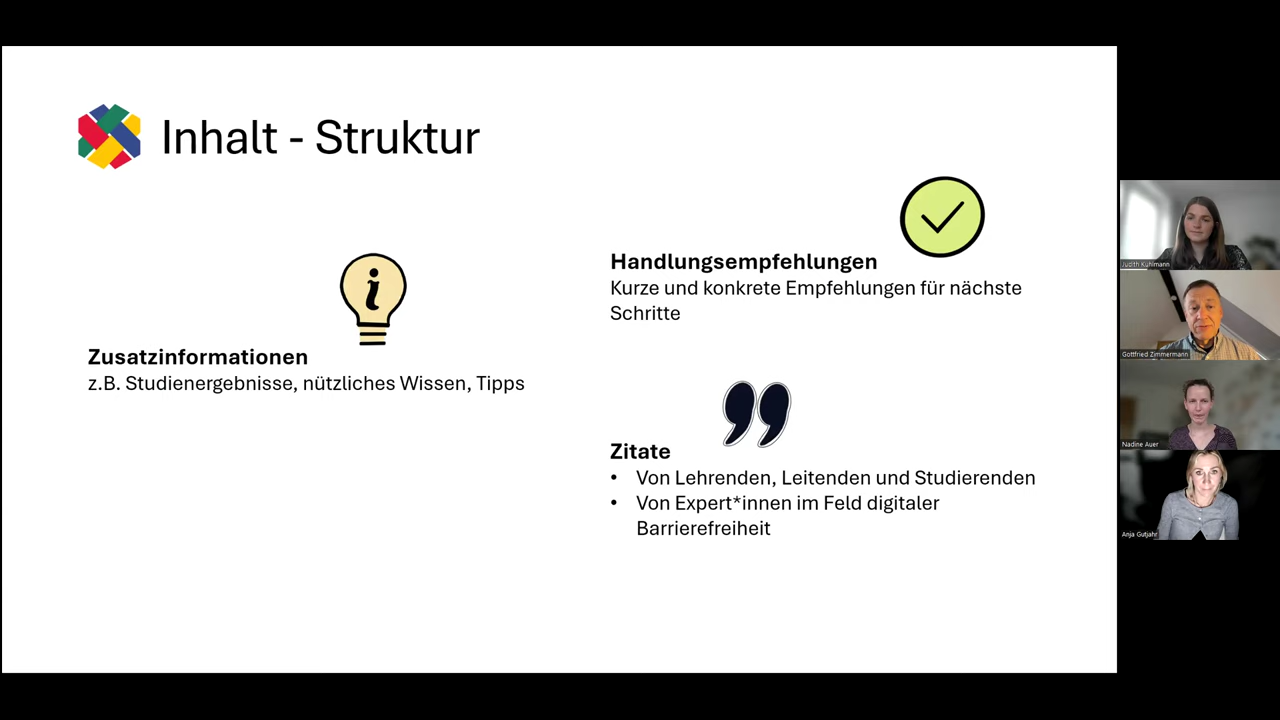 Inhalt - Struktur
Zusatzinformationen
z.B. Studienergebnisse, nützliches Wissen, Tipps
Handlungsempfehlungen
Kurze und konkrete Empfehlungen für nächste
Schritte
Zitate
• Von Lehrenden, Leitenden und Studierenden
• Von Expert*innen im Feld digitaler
Barrierefreiheit
Judith Kuhlmann
Gottfried Zimmermann
Nadine Auer
Anja Gutjahr